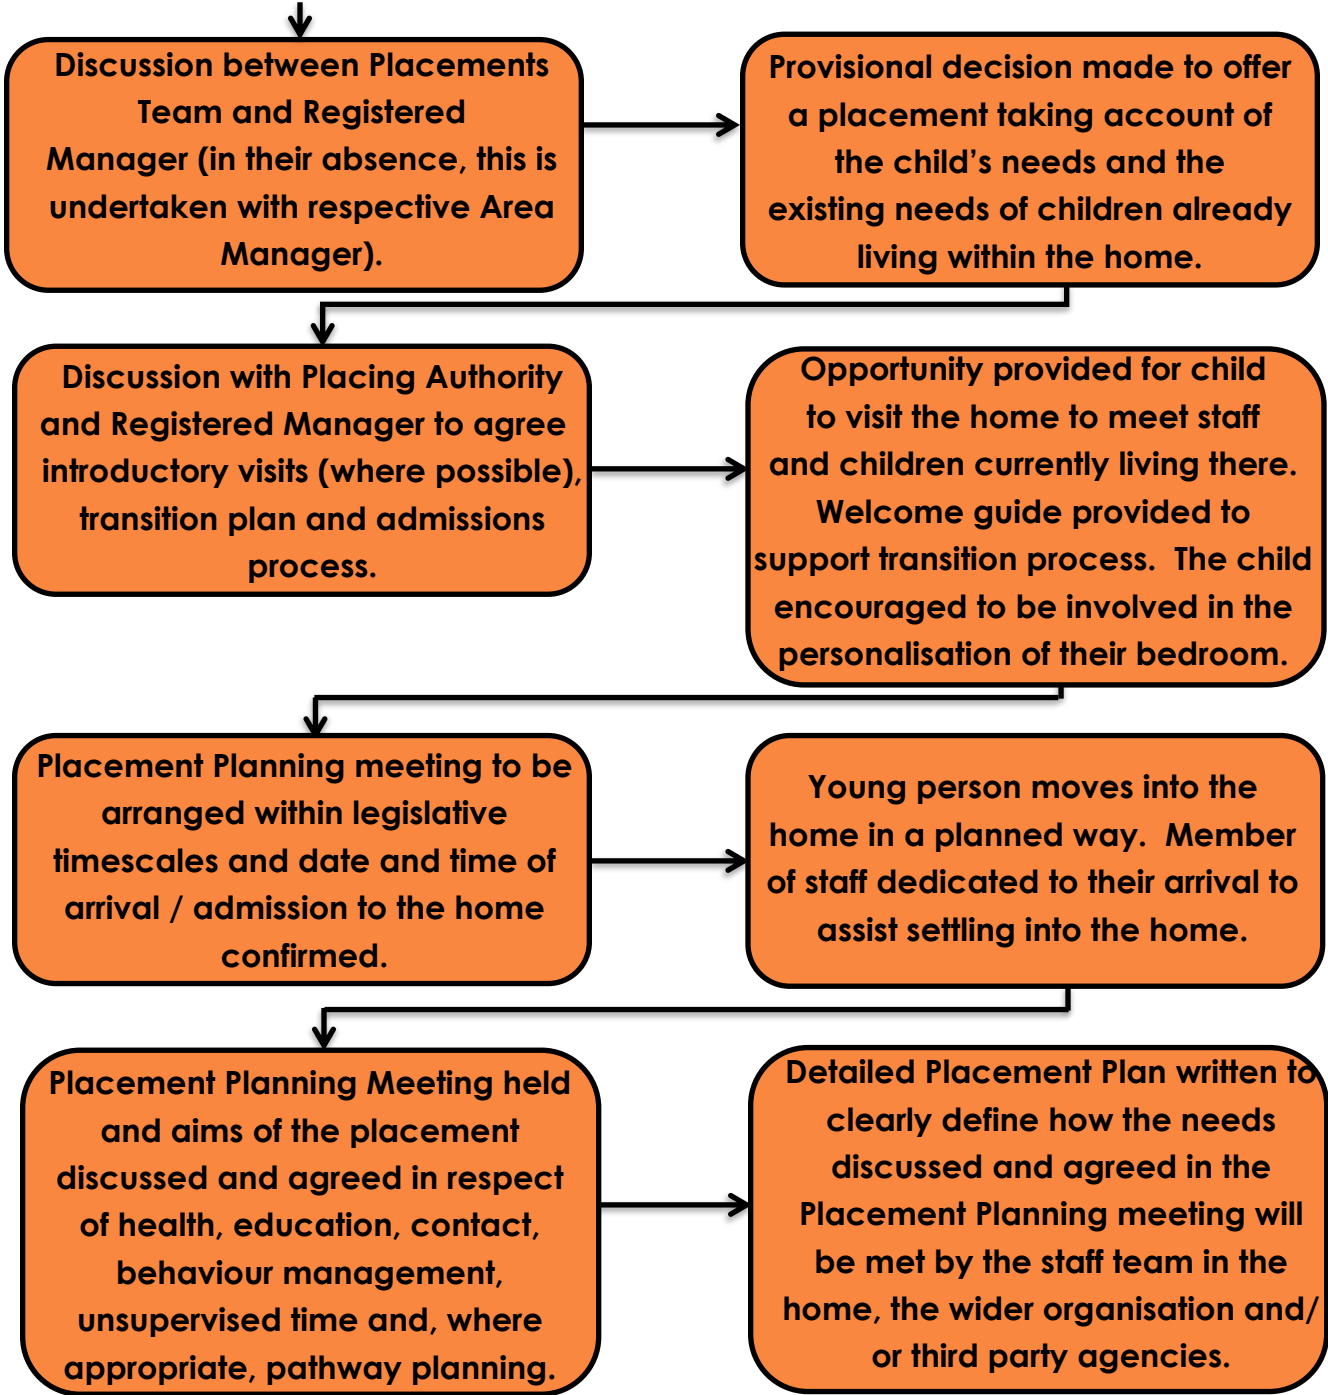 Discussion between Placements
Team and Registered
Manager (in their absence, this is
undertaken with respective Area
Manager).
Provisional decision made to offer
a placement taking account of
the child’s needs and the
existing needs of children already
living within the home.
Discussion with Placing Authority
and Registered Manager to agree
introductory visits (where possible),
transition plan and admissions
process.
Opportunity provided for child
to visit the home to meet staff
and children currently living there.
Welcome guide provided to
support transition process.  The child
encouraged to be involved in the
personalisation of their bedroom.
Placement Planning meeting to be
arranged within legislative
timescales and date and time of
arrival / admission to the home
confirmed.
Young person moves into the
home in a planned way.  Member
of staff dedicated to their arrival to
assist settling into the home.
Placement Planning Meeting held
and aims of the placement
discussed and agreed in respect
of health, education, contact,
behaviour management,
unsupervised time and, where
appropriate, pathway planning.
Detailed Placement Plan written to
clearly define how the needs
discussed and agreed in the
Placement Planning meeting will
be met by the staff team in the
home, the wider organisation and/
or third party agencies.